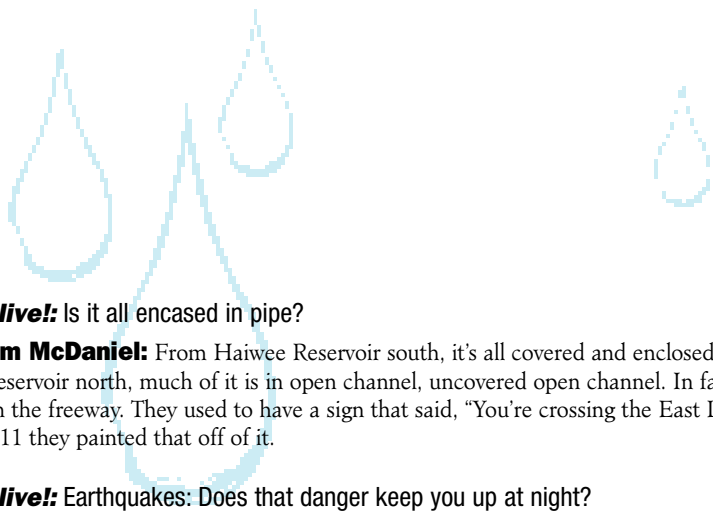 live!: Is it all encased in pipe?
m McDaniel: From Haiwee Reservoir south, it's all covered and enclosed
eservoir north, much of it is in open channel, uncovered open channel. In fa
n the freeway. They used to have a sign that said, “You're crossing the East
11 they painted that off of it.
live!: Earthquakes: Does that danger keep you up at night?